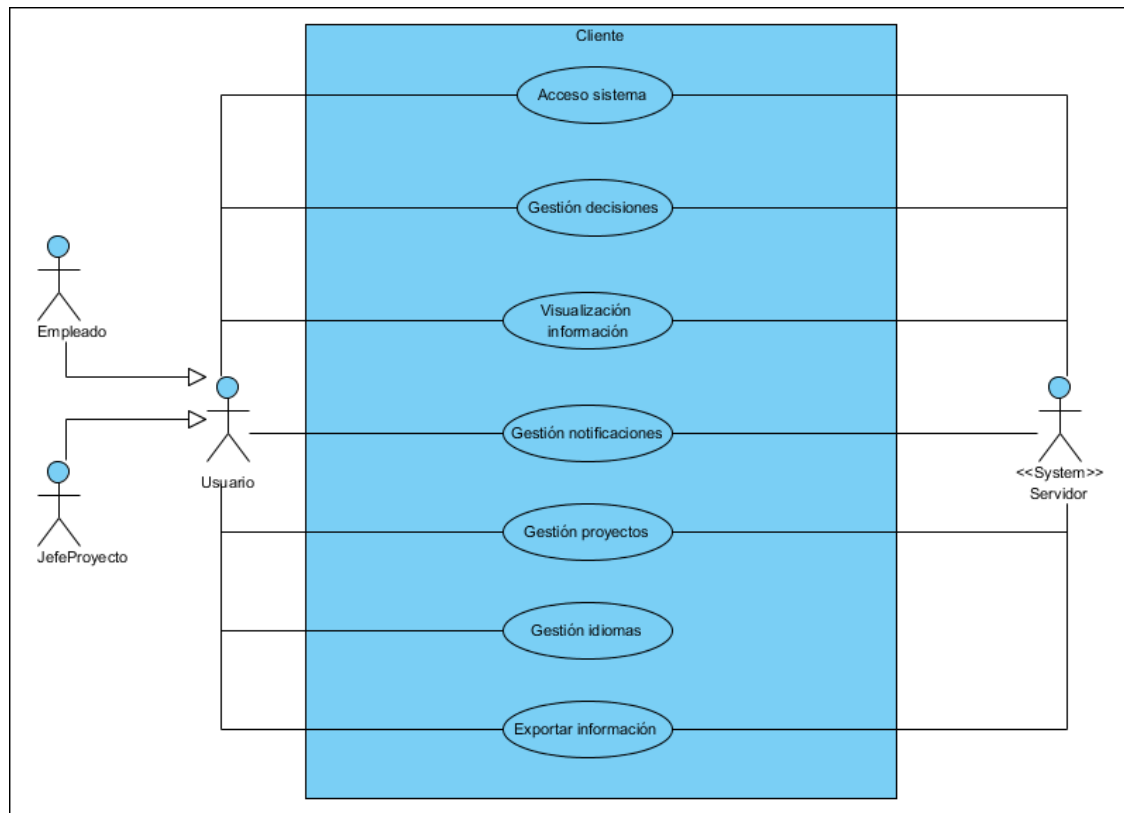 Cliente
Acceso sistema
Gestión decisiones
Visualización
información
Empleado
Gestión notificaciones
Usuario
<<System>>
Servidor
JefeProyecto
Gestión proyectos
Gestión idiomas
Exportar información